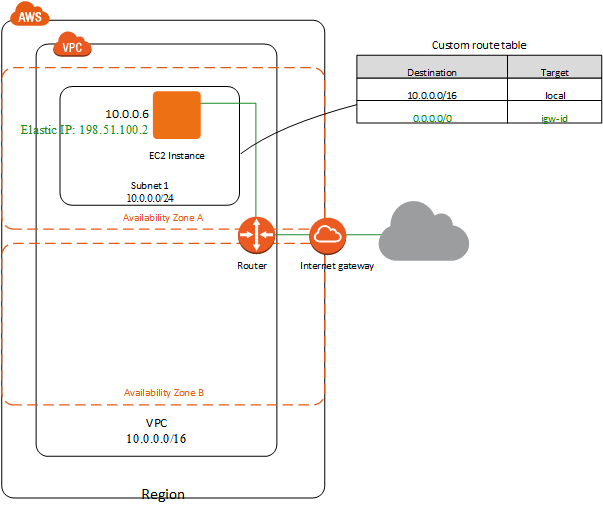 AWS
VPC
Custom route table
Destination Target
10.0.0.0/16 local
0.0.0.0/0 igw-id
10.0.0.6
Elastic IP: 198.51.100.2
EC2 Instance
Subnet 1
10.0.0.0/24
Availability Zone A
Router
Internet gateway
Availability Zone B
VPC
10.0.0.0/16
Region